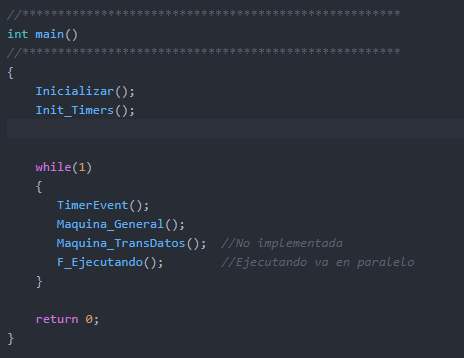 //*****************************************************
int main()
//*****************************************************
{
    Inicializar();
    Init_Timers();

    while(1)
    {
       TimerEvent();
       Maquina_General();
       Maquina_TransDatos();  //No implementada
       F_Ejecutando();        //Ejecutando va en paralelo
    }

    return 0;
}